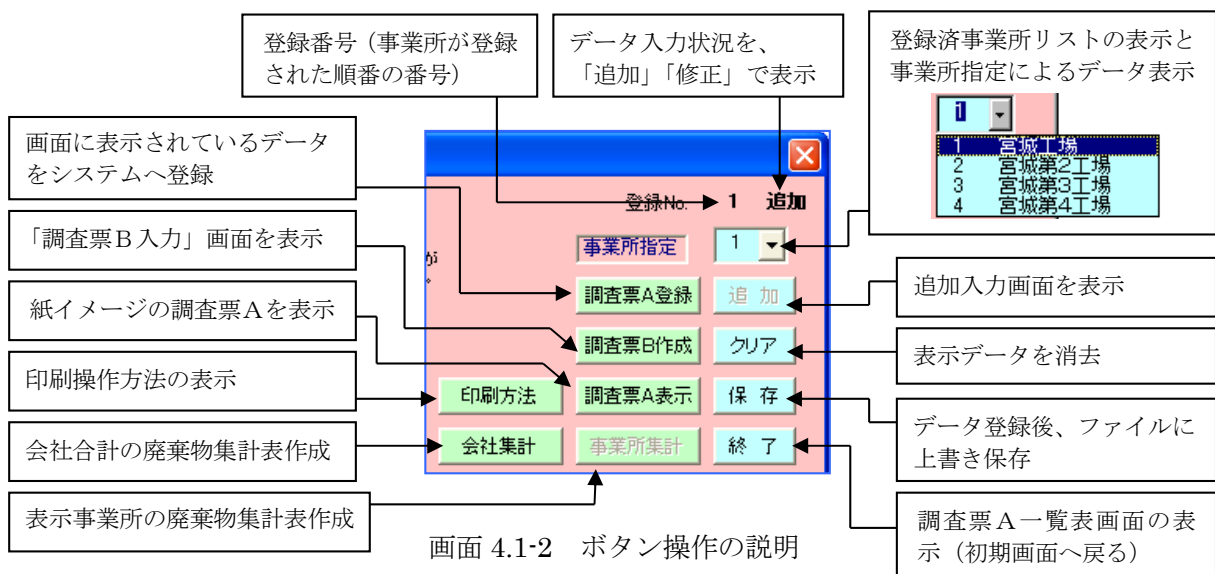 登録番号（事業所が登録
された順番の番号）
データ入力状況を、
「追加」「修正」で表示
登録済事業所リストの表示と
事業所指定によるデータ表示
1
1 宮城工場
2 宮城第2工場
3 宮城第3工場
4 宮城第4工場
画面に表示されているデータ
をシステムへ登録
「調査票Ｂ入力」画面を表示
紙イメージの調査票Ａを表示
印刷操作方法の表示
会社合計の廃棄物集計表作成
表示事業所の廃棄物集計表作成
登録No. 1 追加
が
。
事業所指定 1
調査票A登録 追 加
調査票B作成 クリア
印刷方法 調査票A表示 保 存
会社集計 事業所集計 終 了
追加入力画面を表示
表示データを消去
データ登録後、ファイルに
上書き保存
調査票Ａ一覧表画面の表
示（初期画面へ戻る）
画面 4.1-2 ボタン操作の説明